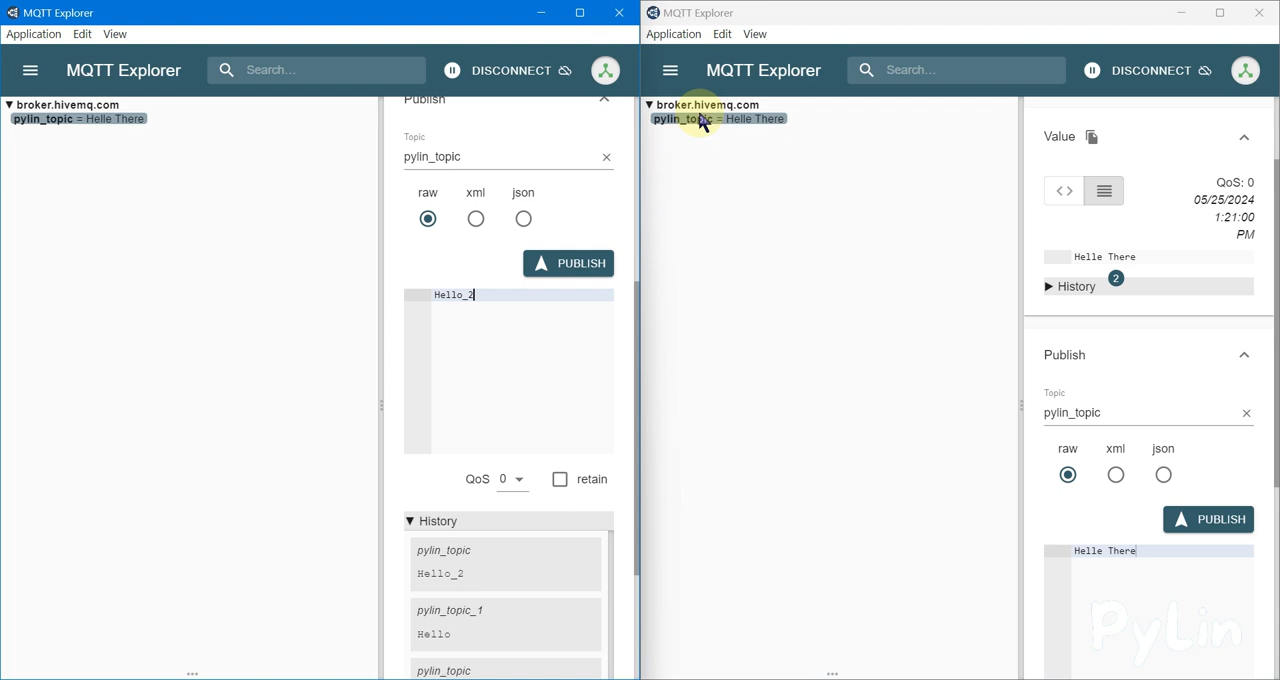 MQTT Explorer
Application Edit View
MQTT Explorer Search... DISCONNECT
▼ broker.hivemq.com
pylin_topic = Helle There
Publish
Topic
pylin_topic
raw xml json
PUBLISH
Hello_2
QoS 0 retain
▼ History
pylin_topic
Hello_2
pylin_topic_1
Hello
pylin_topic
MQTT Explorer
Application Edit View
MQTT Explorer Search... DISCONNECT
▼ broker.hivemq.com
pylin_topic = Helle There
Value
QoS: 0
05/25/2024
1:21:00
PM
Helle There
▶ History 2
Publish
Topic
pylin_topic
raw xml json
PUBLISH
Helle There
PyLin